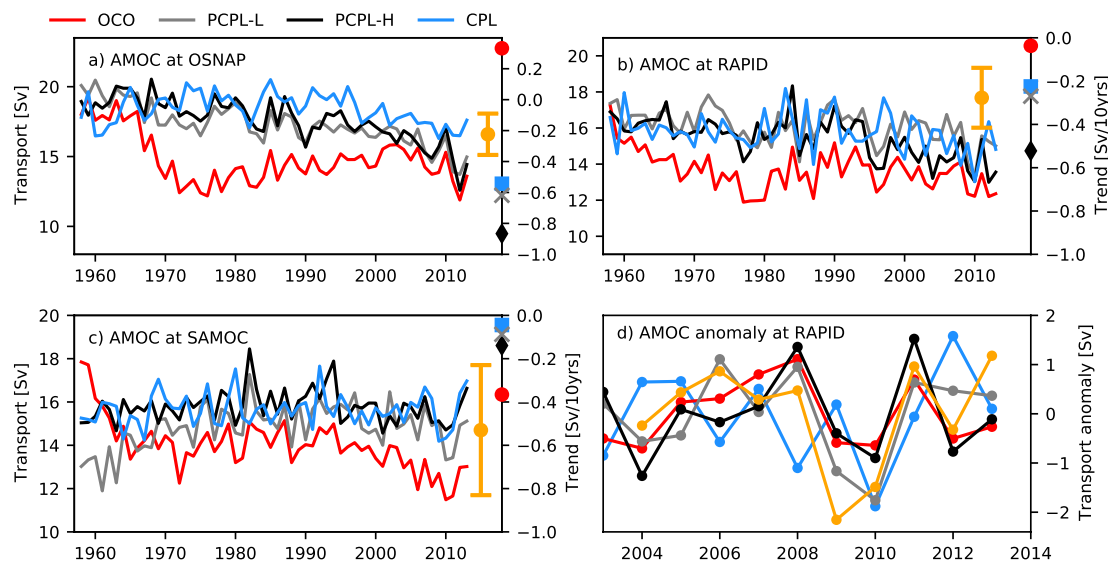 OCO PCPL-L PCPL-H CPL
a) AMOC at OSNAP
Transport [Sv]
20
15
10
0.2
0.0
−0.2
−0.4
−0.6
−0.8
−1.0
1960 1970 1980 1990 2000 2010
b) AMOC at RAPID
20
18
16
14
12
10
0.0
−0.2
−0.4
−0.6
−0.8
−1.0
Trend [Sv/10yrs]
1960 1970 1980 1990 2000 2010
c) AMOC at SAMOC
Transport [Sv]
20
18
16
14
12
10
0.0
−0.2
−0.4
−0.6
−0.8
−1.0
Trend [Sv/10yrs]
1960 1970 1980 1990 2000 2010
d) AMOC anomaly at RAPID
2
1
0
−1
−2
Transport anomaly [Sv]
2004 2006 2008 2010 2012 2014